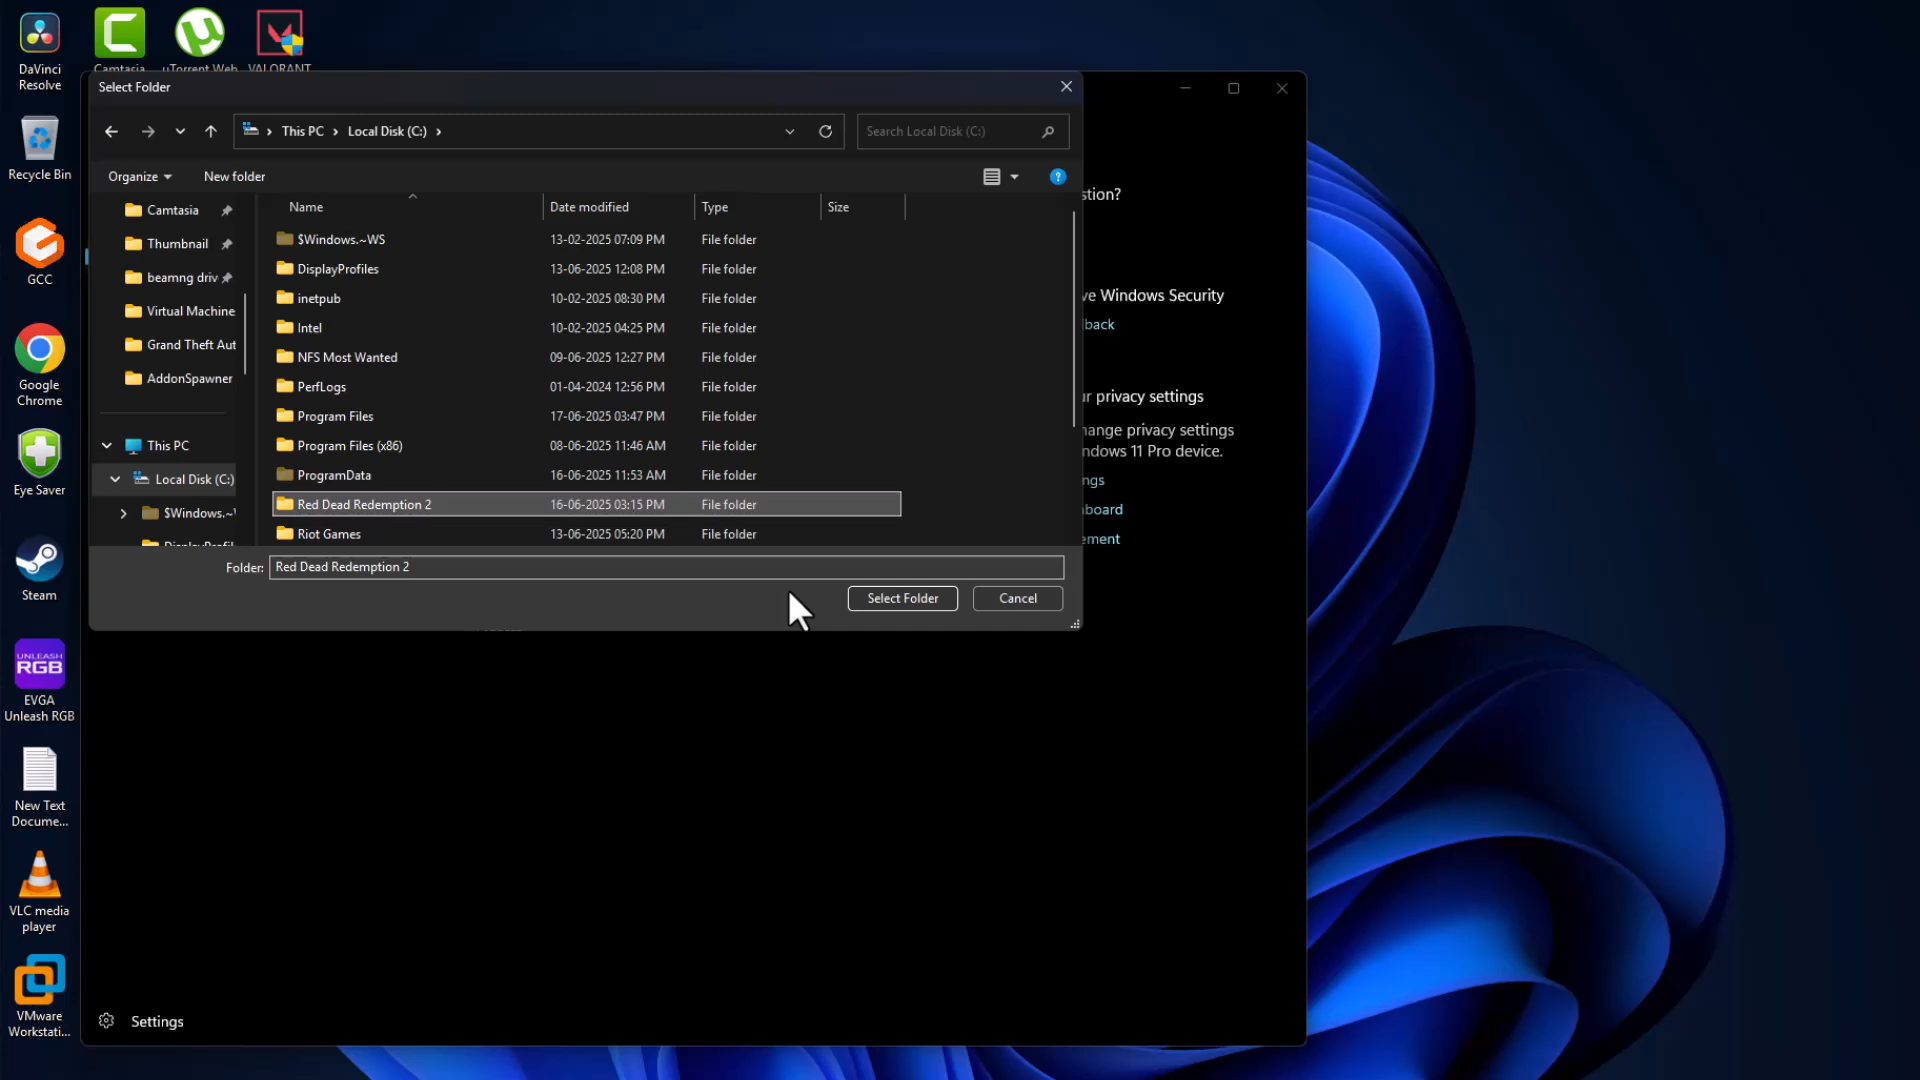 DaVinci
Resolve
Camtasia
uTorrent Web
VALORANT
Recycle Bin
GCC
Google
Chrome
Eye Saver
Steam
EVGA
Unleash RGB
UNLEASH
RGB
New Text
Docume...
VLC media
player
VMware
Workstati...
Select Folder
This PC
Local Disk (C:)
Search Local Disk (C:)
Organize
New folder
?
Name Date modified Type Size
$Windows.~WS 13-02-2025 07:09 PM File folder
DisplayProfiles 13-06-2025 12:08 PM File folder
inetpub 10-02-2025 08:30 PM File folder
Intel 10-02-2025 04:25 PM File folder
NFS Most Wanted 09-06-2025 12:27 PM File folder
PerfLogs 01-04-2024 12:56 PM File folder
Program Files 17-06-2025 03:47 PM File folder
Program Files (x86) 08-06-2025 11:46 AM File folder
ProgramData 16-06-2025 11:53 AM File folder
Red Dead Redemption 2 16-06-2025 03:15 PM File folder
Riot Games 13-06-2025 05:20 PM File folder
Camtasia
Thumbnail
beamng driv
Virtual Machine
Grand Theft Aut
AddonSpawner
This PC
Local Disk (C:)
$Windows.~
Folder: Red Dead Redemption 2
Select Folder
Cancel
stion?
ve Windows Security
back
ur privacy settings
hange privacy settings
ndows 11 Pro device.
ngs
board
ement
Settings